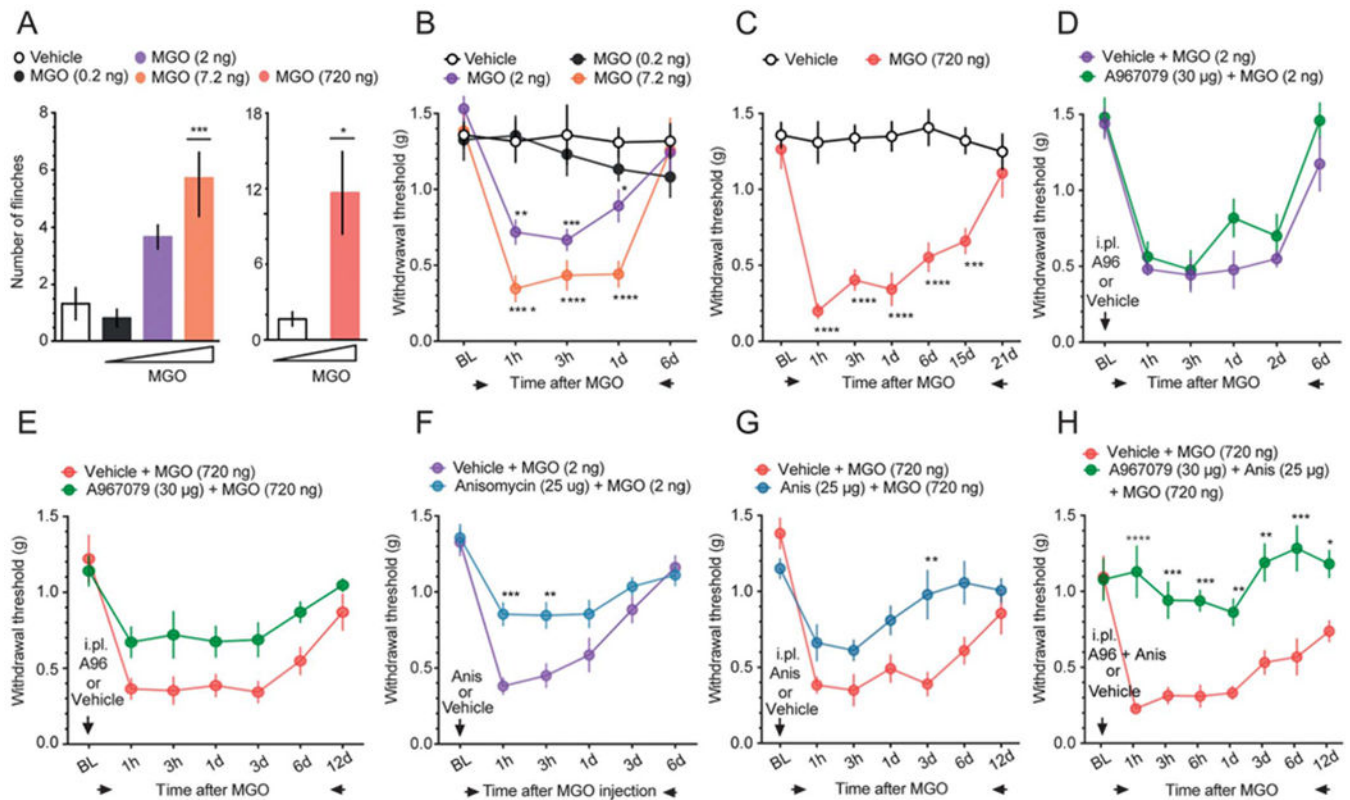 A
Vehicle MGO (2 ng)
MGO (0.2 ng) MGO (7.2 ng) MGO (720 ng)
Number of flinches
8
6
4
2
0
***
MGO
18
12
6
0
*
MGO
B
Vehicle MGO (0.2 ng)
MGO (2 ng) MGO (7.2 ng)
Withdrwawal threshold (g)
1.5
1.0
0.5
0.0
** *** *
*** * **** ****
BL 1h 3h 1d 6d
Time after MGO
C
Vehicle MGO (720 ng)
Withdrwawal threshold (g)
1.5
1.0
0.5
0.0
**** **** **** **** ***
BL 1h 3h 1d 6d 15d 21d
Time after MGO
D
Vehicle + MGO (2 ng)
A967079 (30 µg) + MGO (2 ng)
Withdrwawal threshold (g)
1.5
1.0
0.5
0.0
i.pl.
A96
or
Vehicle
BL 1h 3h 1d 2d 6d
Time after MGO
E
Vehicle + MGO (720 ng)
A967079 (30 µg) + MGO (720 ng)
Withdrawal threshold (g)
1.5
1.0
0.5
0.0
i.pl.
A96
or
Vehicle
BL 1h 3h 1d 3d 6d 12d
Time after MGO
F
Vehicle + MGO (2 ng)
Anisomycin (25 ug) + MGO (2 ng)
Withdrawal threshold (g)
1.5
1.0
0.5
0.0
*** **
Anis
or
Vehicle
BL 1h 3h 1d 3d 6d
Time after MGO injection
G
Vehicle + MGO (720 ng)
Anis (25 µg) + MGO (720 ng)
Withdrawal threshold (g)
1.5
1.0
0.5
0.0
**
i.pl.
Anis
or
Vehicle
BL 1h 3h 1d 3d 6d 12d
Time after MGO
H
Vehicle + MGO (720 ng)
A967079 (30 µg) + Anis (25 µg)
+ MGO (720 ng)
Withdrawal threshold (g)
1.5
1.0
0.5
0.0
**** *** *** ** ** *** *
i.pl.
A96 + Anis
or
Vehicle
BL 1h 3h 6h 1d 3d 6d 12d
Time after MGO